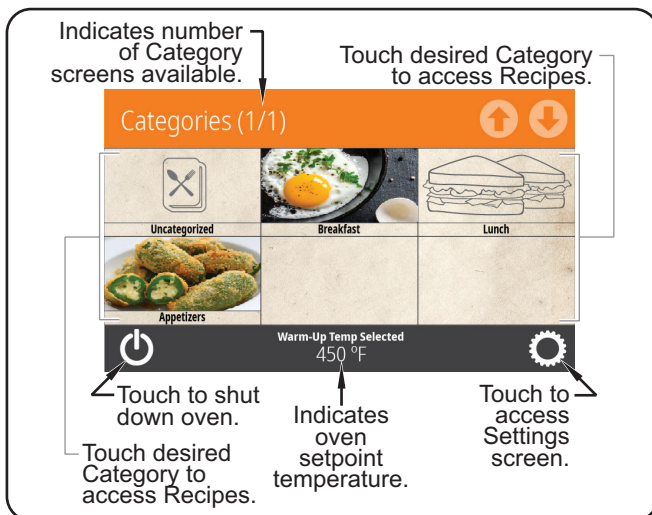 Indicates number
of Category
screens available.
Touch desired Category
to access Recipes.
Categories (1/1)
Uncategorized
Breakfast
Lunch
Appetizers
Warm-Up Temp Selected
450 °F
Touch to shut
down oven.
Indicates
oven
setpoint
temperature.
Touch to
access
Settings
screen.
Touch desired
Category to
access Recipes.